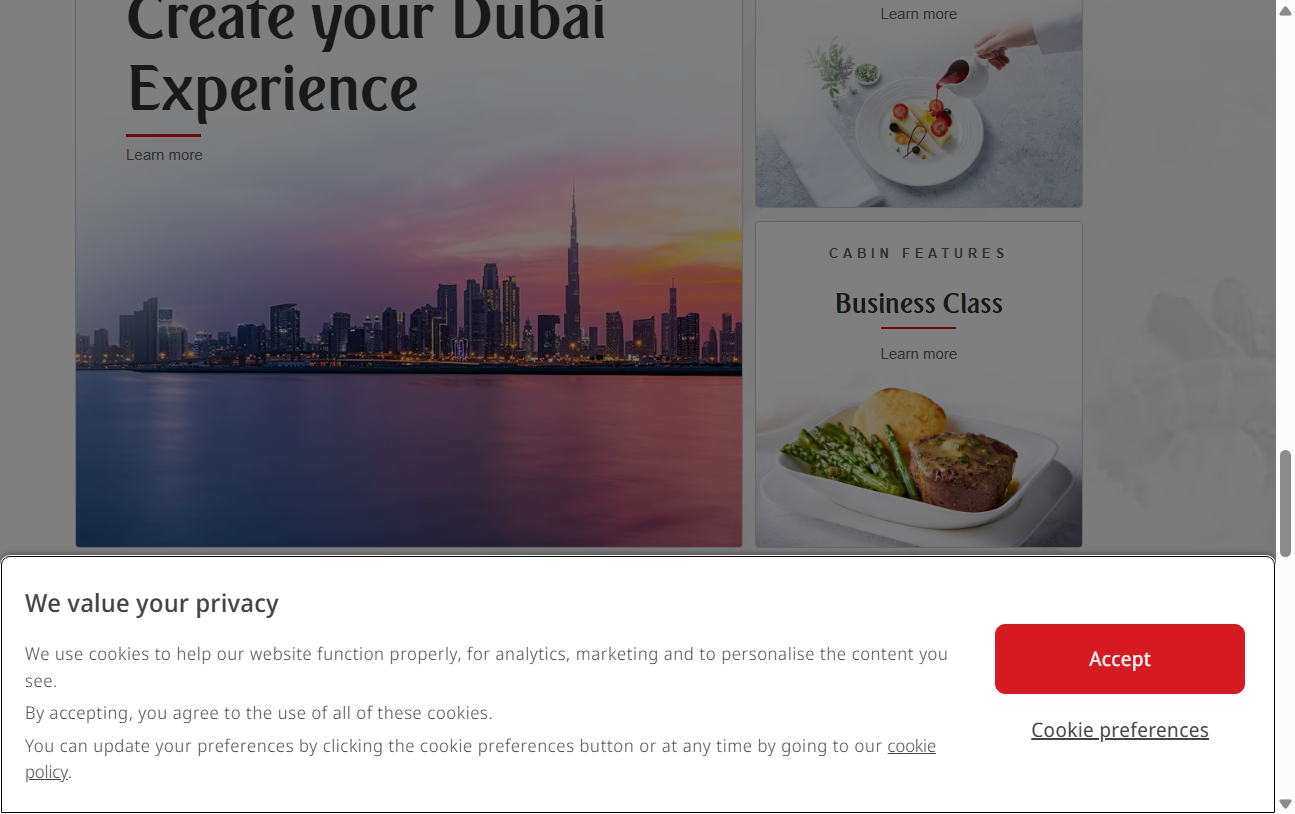 Create your Dubai
Experience
Learn more
Learn more
CABIN FEATURES
Business Class
Learn more
We value your privacy
We use cookies to help our website function properly, for analytics, marketing and to personalise the content you
see.
By accepting, you agree to the use of all of these cookies.
You can update your preferences by clicking the cookie preferences button or at any time by going to our cookie
policy.
Accept
Cookie preferences